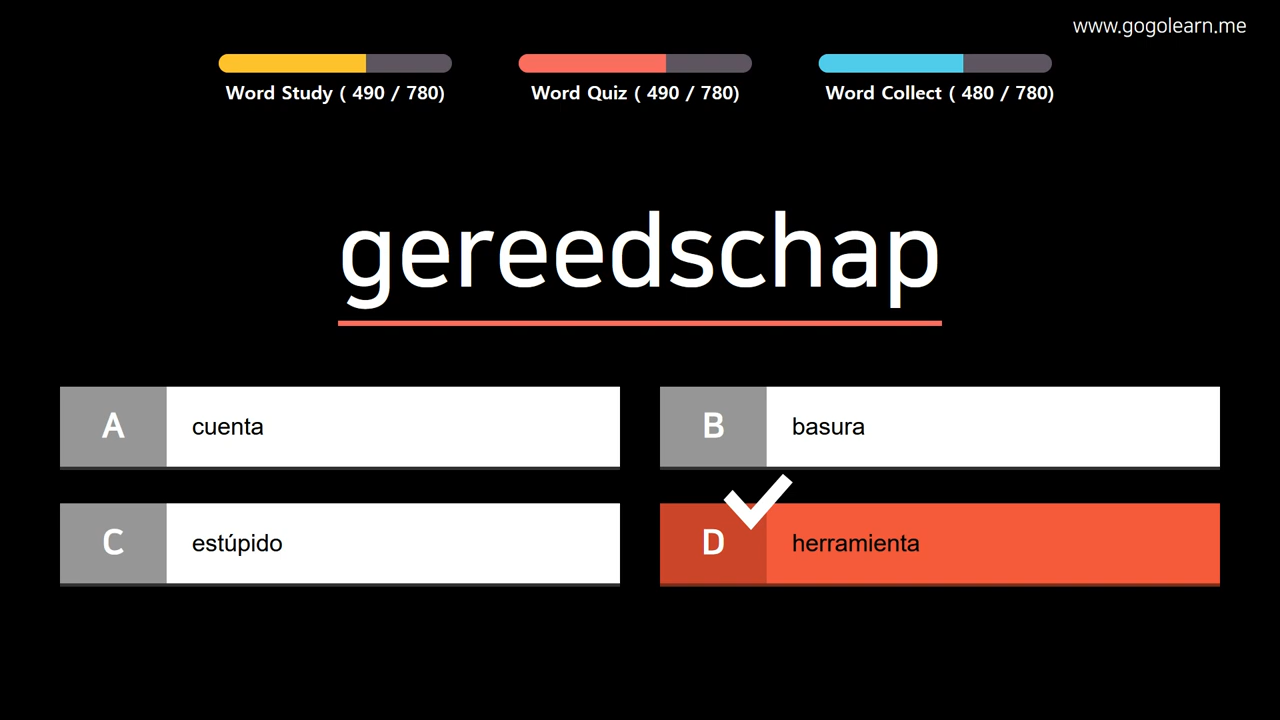 www.gogolearn.me
Word Study ( 490 / 780)
Word Quiz ( 490 / 780)
Word Collect ( 480 / 780)
gereedschap
A cuenta
B basura
C estúpido
D herramienta